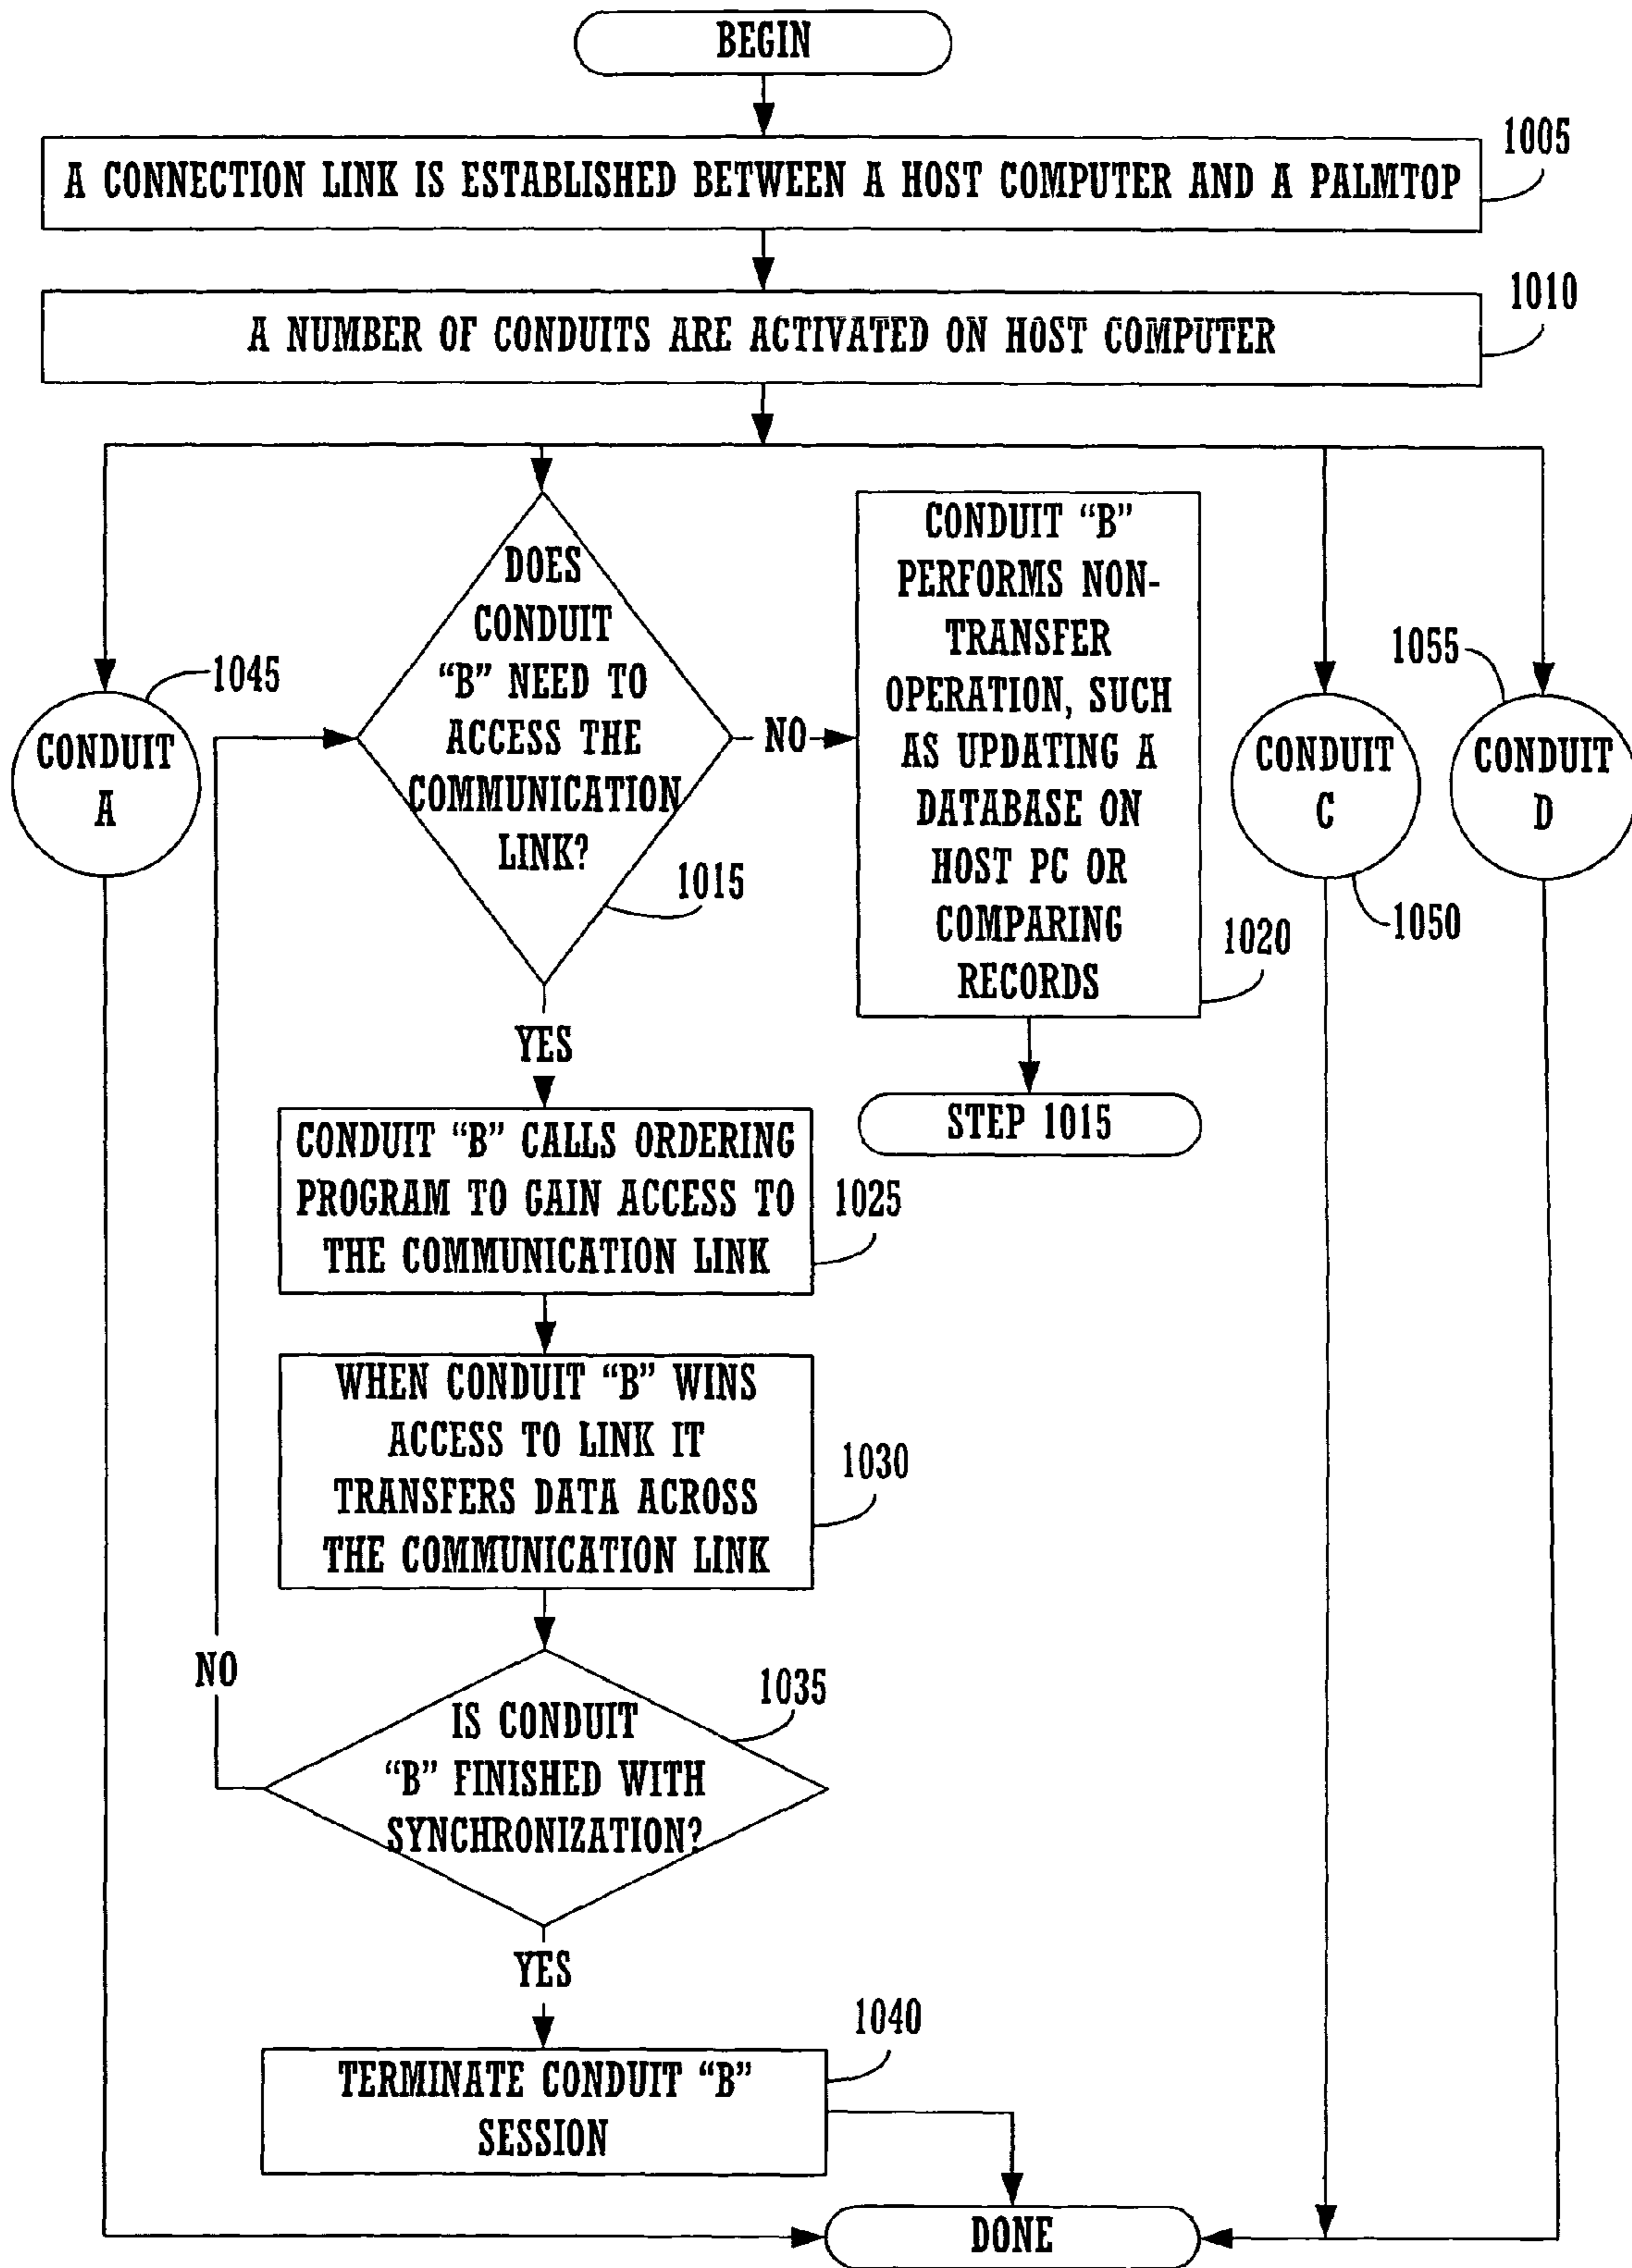 BEGIN
A CONNECTION LINK IS ESTABLISHED BETWEEN A HOST COMPUTER AND A PALMTOP
1005
A NUMBER OF CONDUITS ARE ACTIVATED ON HOST COMPUTER
1010
CONDUIT
A
1045
DOES
CONDUIT
“B” NEED TO
ACCESS THE
COMMUNICATION
LINK?
1015
NO
CONDUIT “B”
PERFORMS NON-
TRANSFER
OPERATION, SUCH
AS UPDATING A
DATABASE ON
HOST PC OR
COMPARING
RECORDS
1020
STEP 1015
CONDUIT
C
1050
CONDUIT
D
1055
YES
CONDUIT “B” CALLS ORDERING
PROGRAM TO GAIN ACCESS TO
THE COMMUNICATION LINK
1025
WHEN CONDUIT “B” WINS
ACCESS TO LINK IT
TRANSFERS DATA ACROSS
THE COMMUNICATION LINK
1030
IS CONDUIT
“B” FINISHED WITH
SYNCHRONIZATION?
1035
NO
YES
TERMINATE CONDUIT “B”
SESSION
1040
DONE